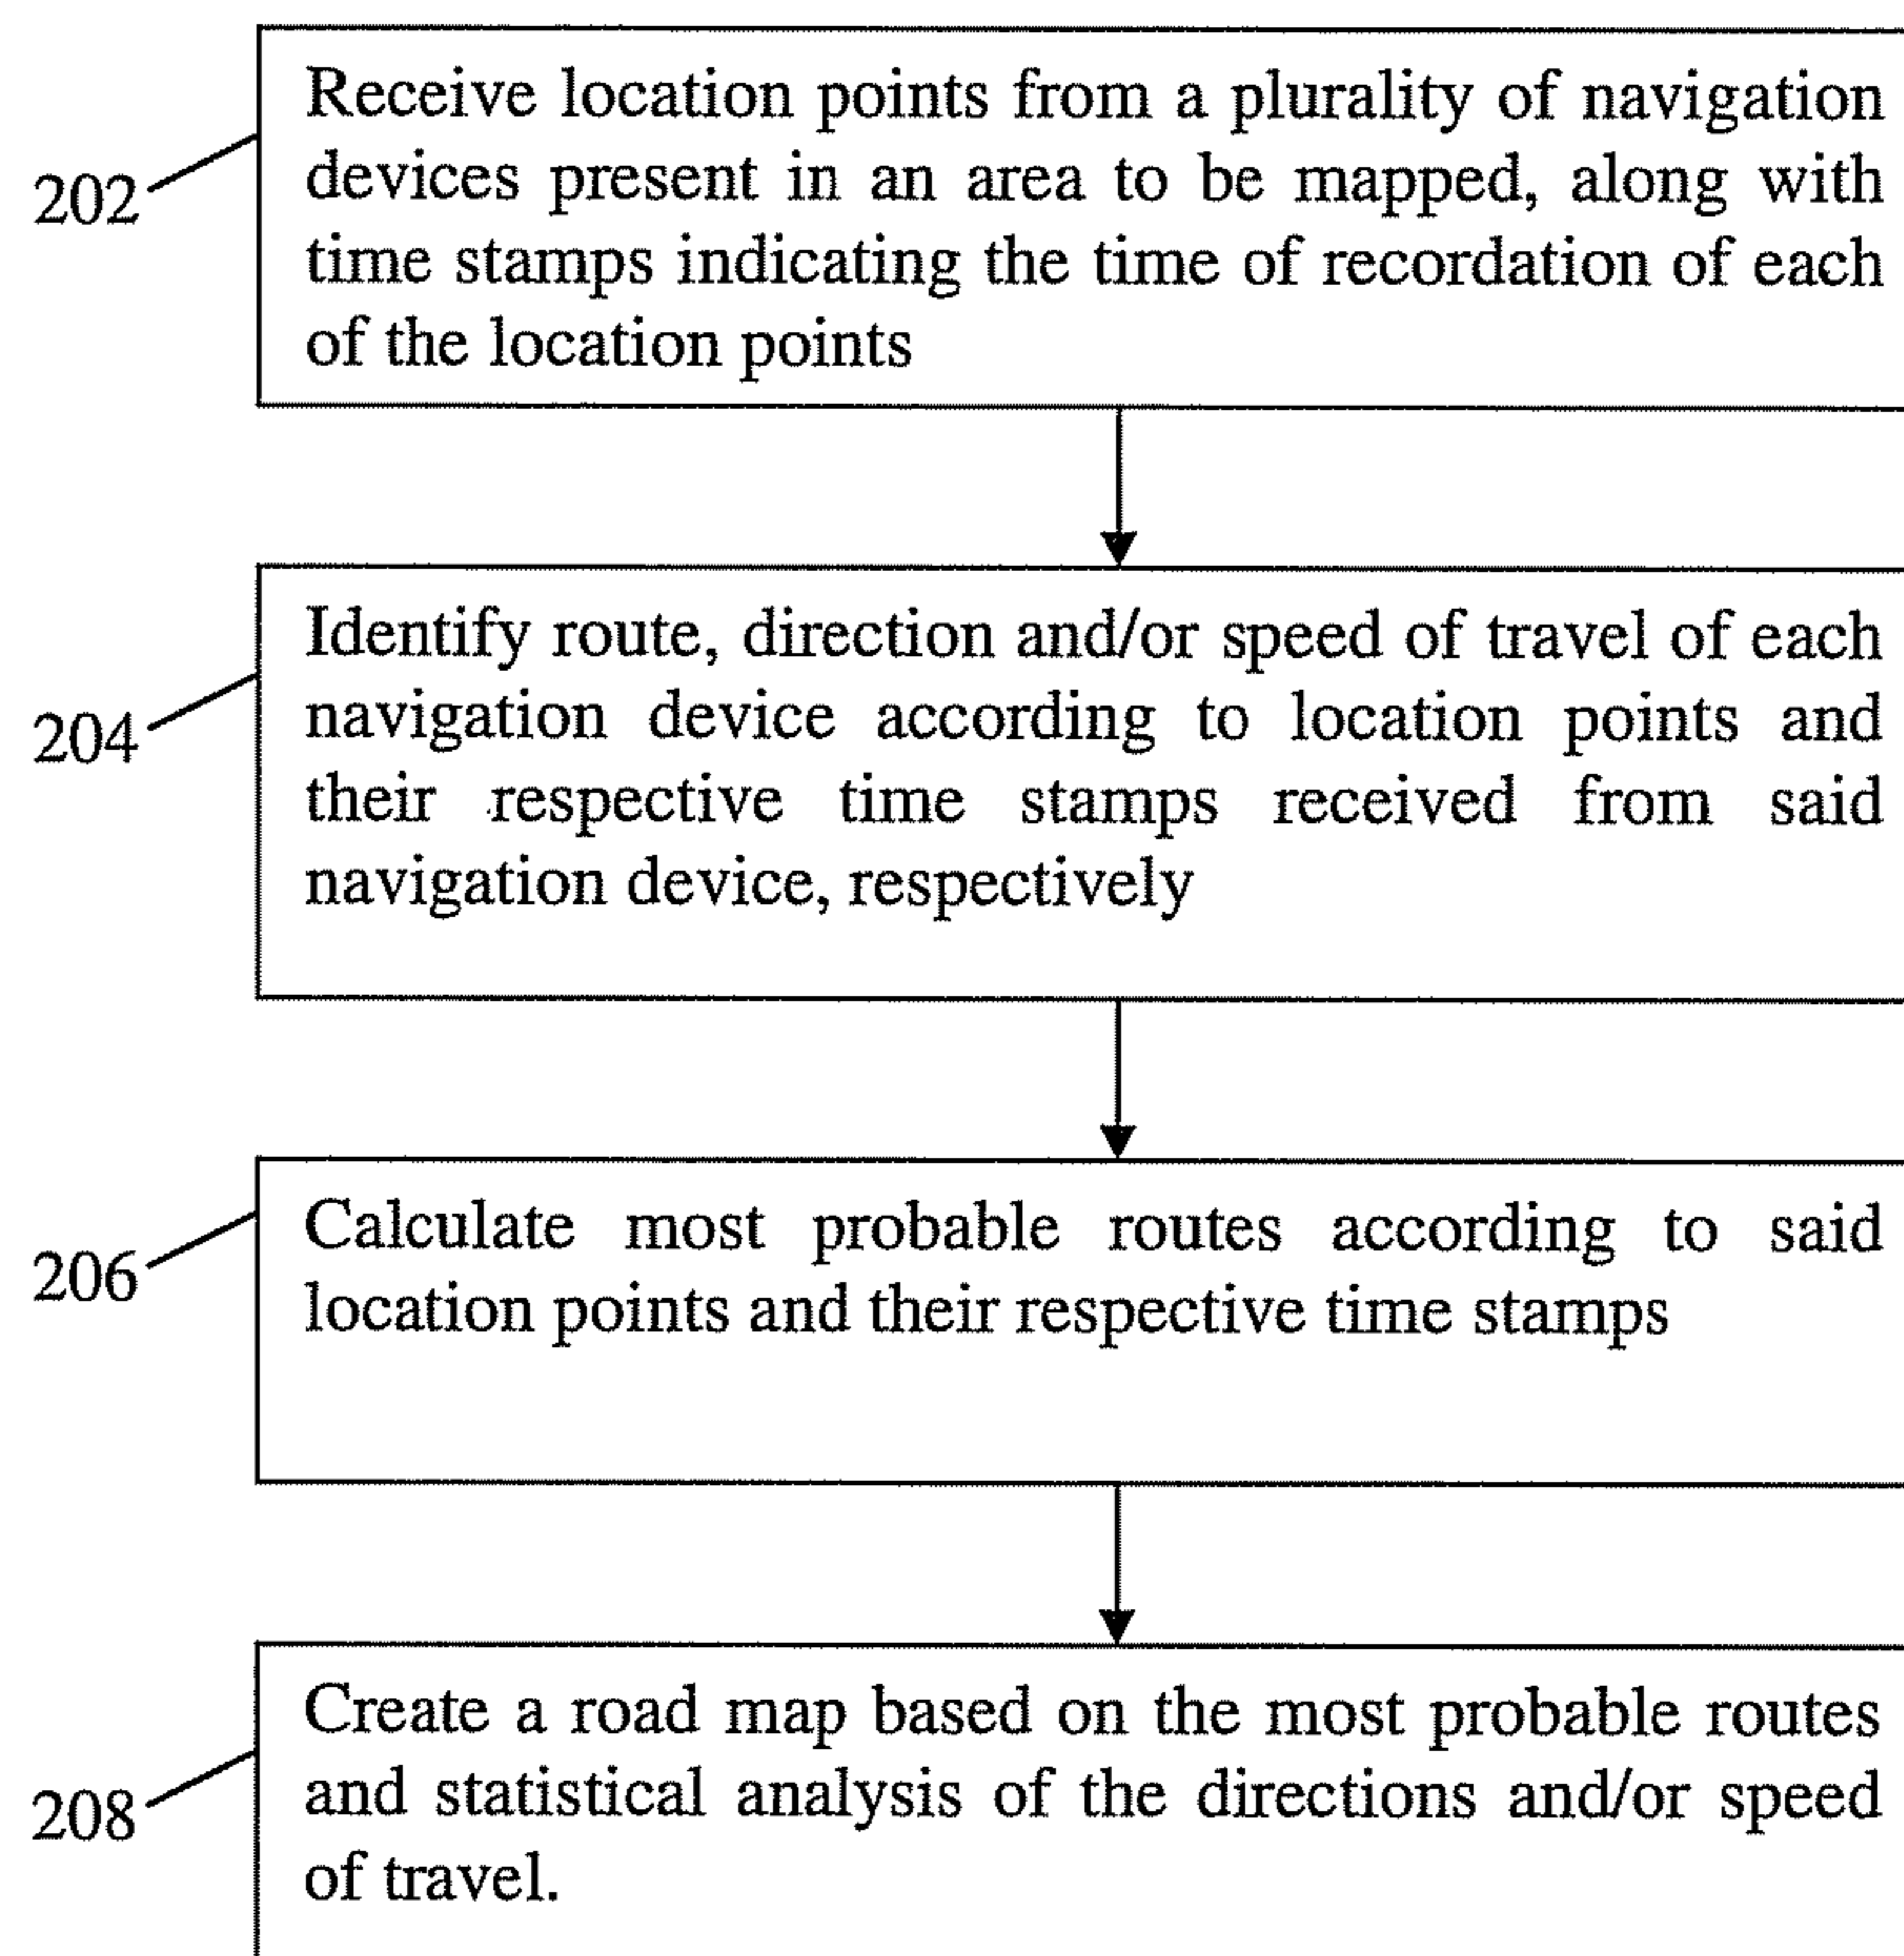 Receive location points from a plurality of navigation
devices present in an area to be mapped, along with
202
time stamps indicating the time of recordation of each
of the location points
Identify route, direction and/or speed of travel of each
navigation device according to location points and
204
their respective time stamps received from said
navigation device, respectively
Calculate most probable routes according to said
206
location points and their respective time stamps
Create a road map based on the most probable routes
and statistical analysis of the directions and/or speed
208
of travel.